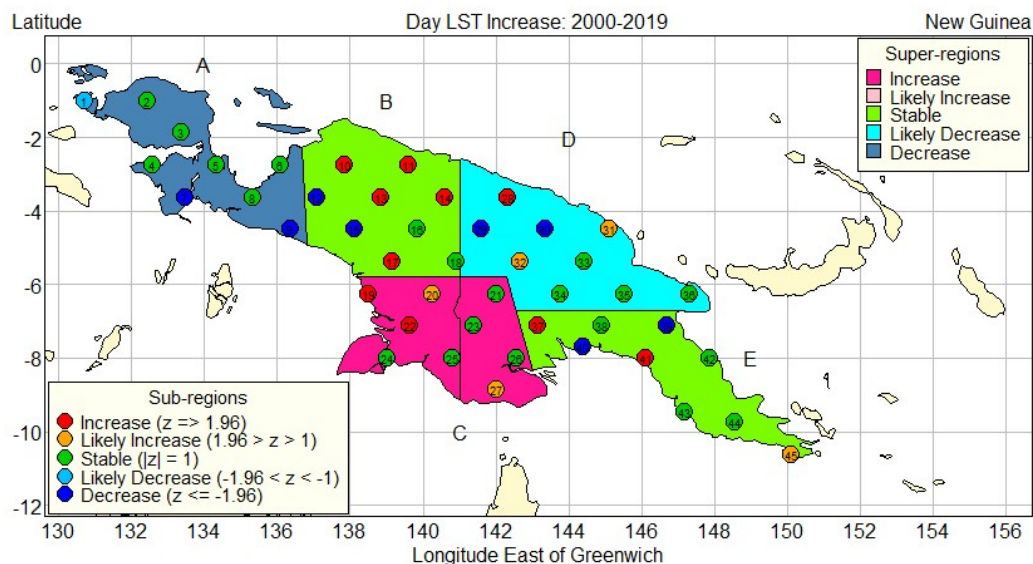 Latitude
Day LST Increase: 2000-2019
New Guinea
A
B
D
E
C
Super-regions
Increase
Likely Increase
Stable
Likely Decrease
Decrease
Sub-regions
Increase (z => 1.96)
Likely Increase (1.96 > z > 1)
Stable (|z| = 1)
Likely Decrease (-1.96 < z < -1)
Decrease (z <= -1.96)
0
-2
-4
-6
-8
-10
-12
1
2
3
4
5
6
8
10
11
13
14
16
17
18
19
20
21
22
23
24
25
26
27
31
32
33
34
35
36
37
38
41
42
43
44
45
130 132 134 136 138 140 142 144 146 148 150 152 154 156
Longitude East of Greenwich